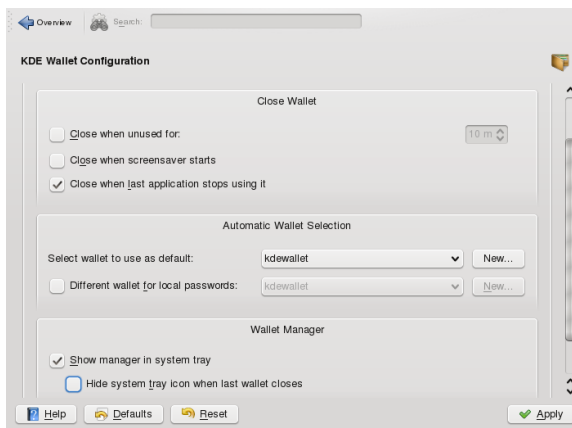 Overview Search:
KDE Wallet Configuration
Close Wallet
Close when unused for: 10 m
Close when screensaver starts
Close when last application stops using it
Automatic Wallet Selection
Select wallet to use as default: kdewallet New...
Different wallet for local passwords: kdewallet New...
Wallet Manager
Show manager in system tray
Hide system tray icon when last wallet closes
Help Defaults Reset Apply